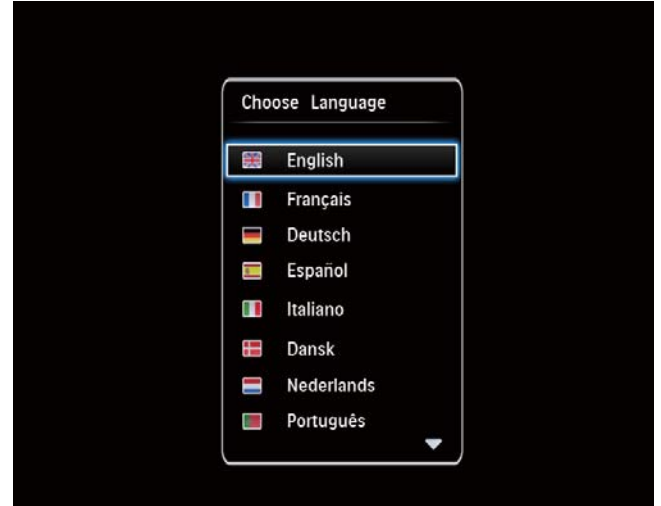 Choose Language
English
Français
Deutsch
Español
Italiano
Dansk
Nederlands
Português